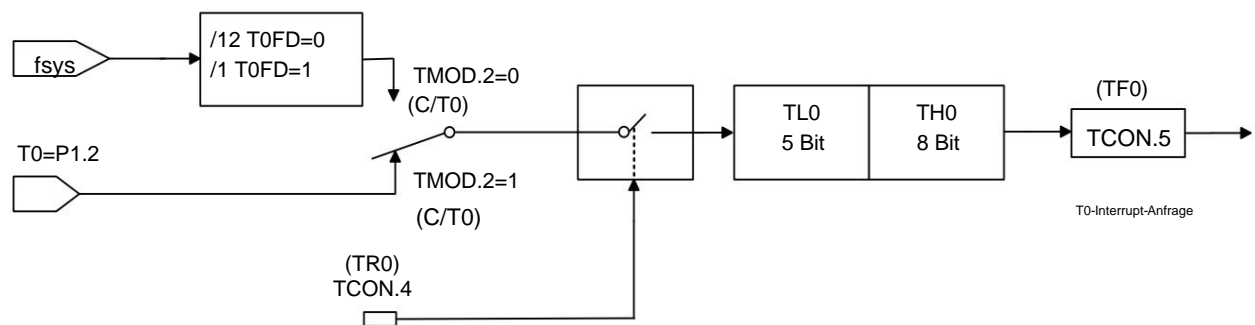 fsys
/12 T0FD=0
/1 T0FD=1
TMOD.2=0
(C/T0)
T0=P1.2
TMOD.2=1
(C/T0)
(TR0)
TCON.4
TL0
5 Bit
TH0
8 Bit
(TF0)
TCON.5
T0-Interrupt-Anfrage